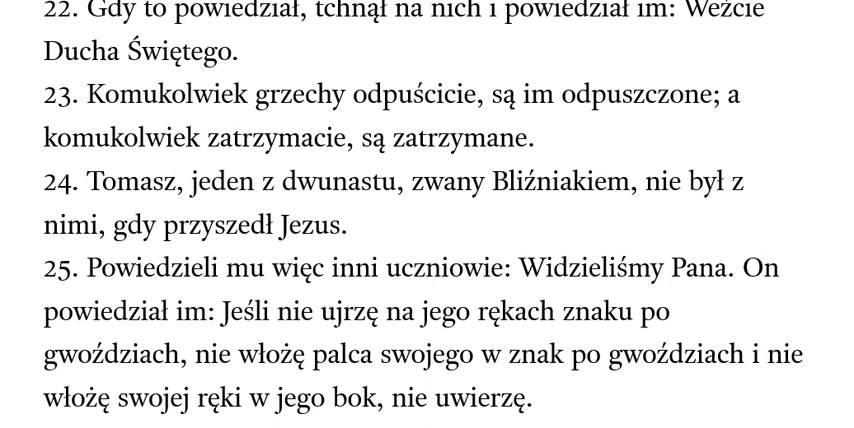 22. Gdy to powiedział, tchnął na nich i powiedział im: Weźcie
Ducha Świętego.
23. Komukolwiek grzechy odpuścicie, są im odpuszczone; a
komukolwiek zatrzymacie, są zatrzymane.
24. Tomasz, jeden z dwunastu, zwany Bliźniakiem, nie był z
nimi, gdy przyszedł Jezus.
25. Powiedzieli mu więc inni uczniowie: Widzieliśmy Pana. On
powiedział im: Jeśli nie ujrzę na jego rękach znaku po
gwoździach, nie włożę palca swojego w znak po gwoździach i nie
włożę swojej ręki w jego bok, nie uwierzę.